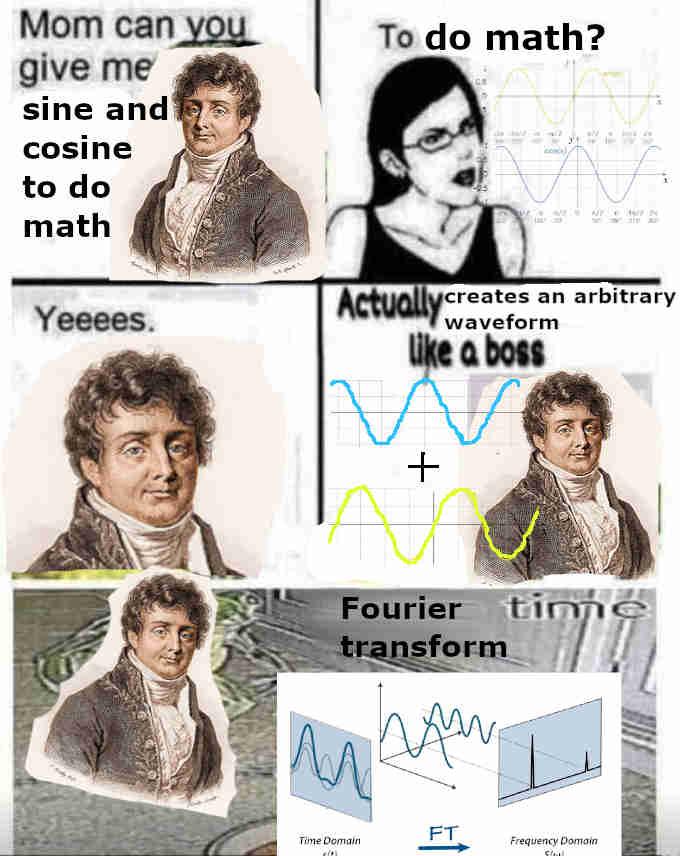 Mom can you
give me
sine and
cosine
to do
math
To do math?
Yeeees.
Actually creates an arbitrary
waveform
like a boss
+
Fourier time
transform
Time Domain
FT
Frequency Domain